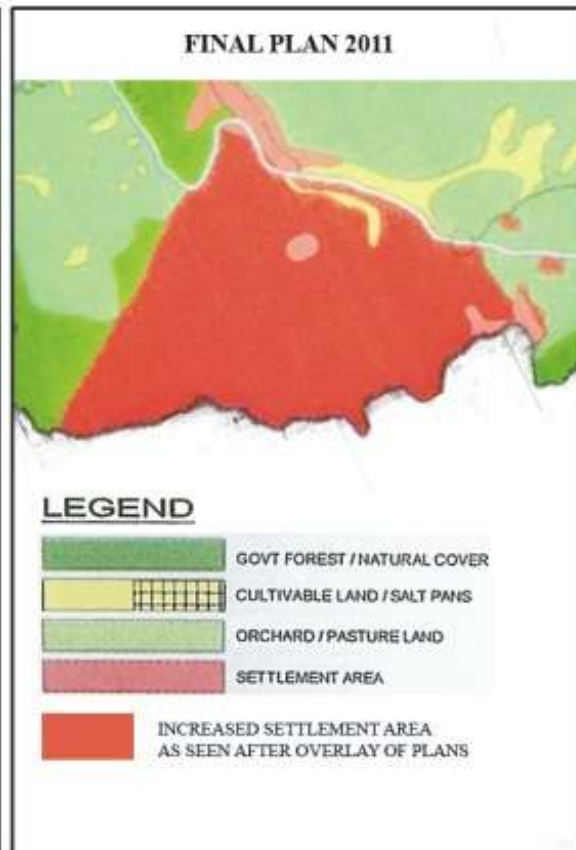 FINAL PLAN 2011
LEGEND
GOVT FOREST / NATURAL COVER
CULTIVABLE LAND / SALT PANS
ORCHARD / PASTURE LAND
SETTLEMENT AREA
INCREASED SETTLEMENT AREA
AS SEEN AFTER OVERLAY OF PLANS